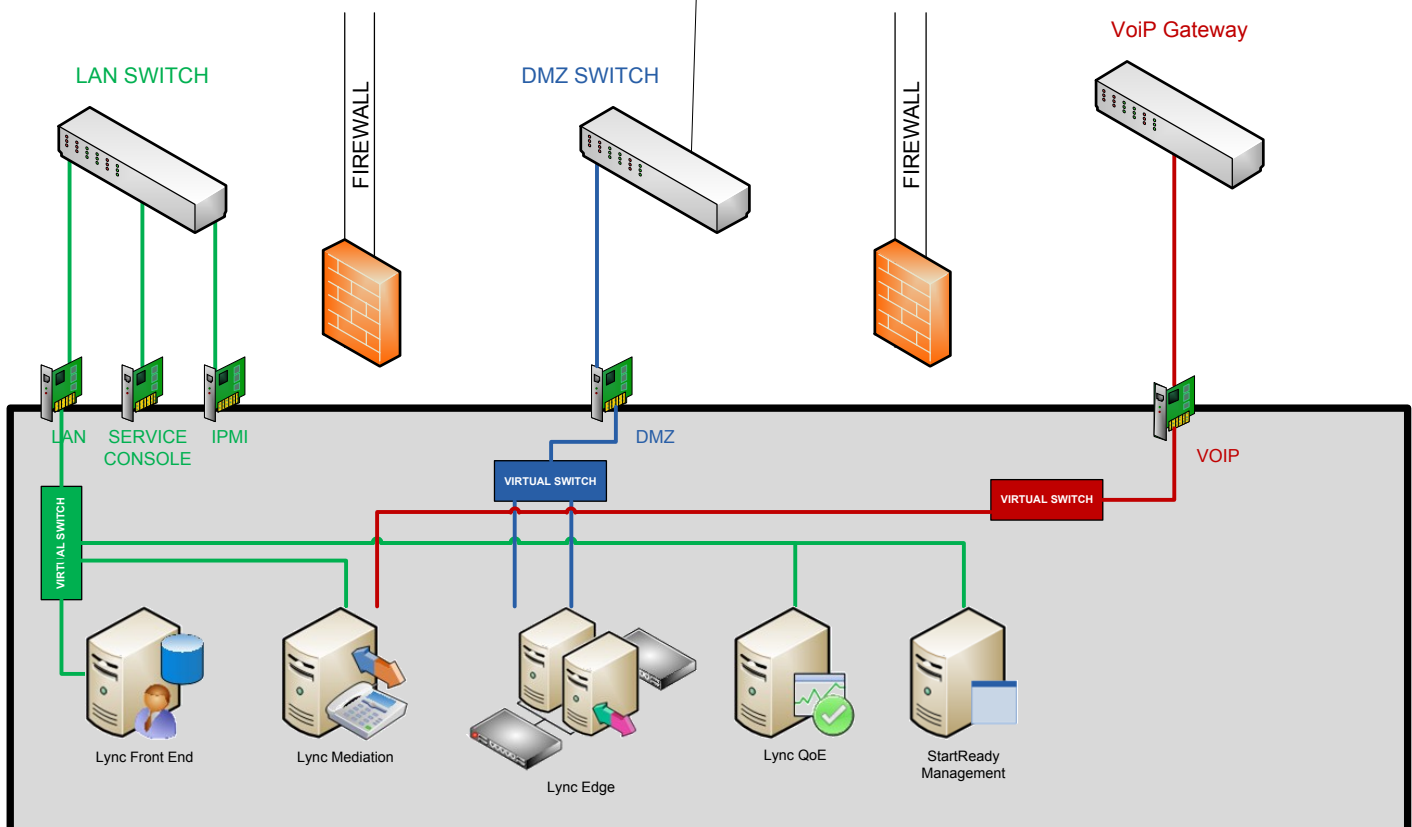 VoiP Gateway
LAN SWITCH
DMZ SWITCH
FIREWALL
FIREWALL
LAN
SERVICE
CONSOLE
IPMI
DMZ
VOIP
VIRTUAL SWITCH
VIRTUAL SWITCH
VIRTUAL SWITCH
Lync Front End
Lync Mediation
Lync Edge
Lync QoE
StartReady
Management